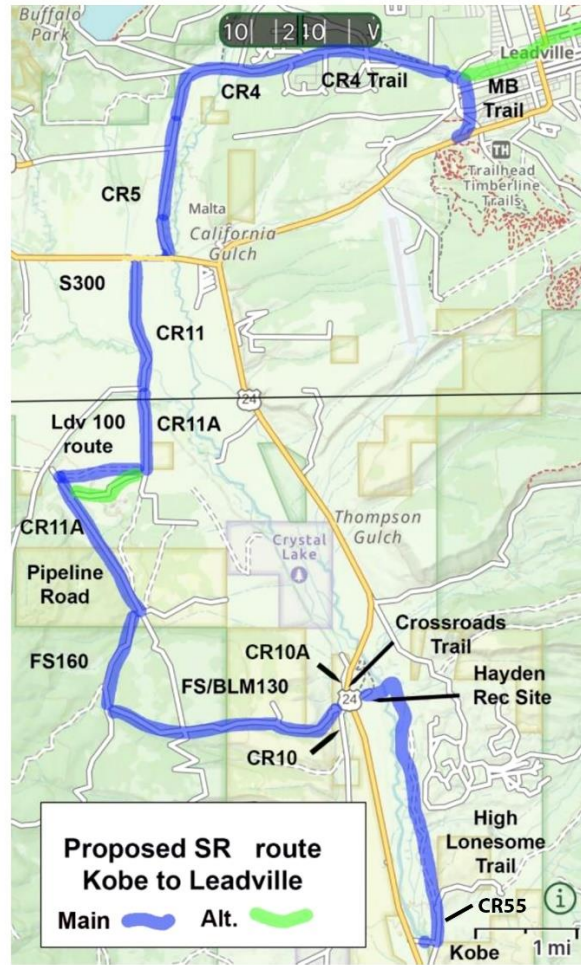 Buffalo
Park
10 | 2 | 40 | V
Leadville
CR4
CR4 Trail
MB
Trail
TH
Trailhead
Timberline
Trails
CR5
Malta
California
Gulch
S300
CR11
24
Ldv 100
route
CR11A
CR11A
Thompson
Gulch
Crystal
Lake
Pipeline
Road
Crossroads
Trail
CR10A
FS160
FS/BLM130
Hayden
Rec Site
24
CR10
High
Lonesome
Trail
Proposed SR route
Kobe to Leadville
Main
Alt.
CR55
i
Kobe
1 mi